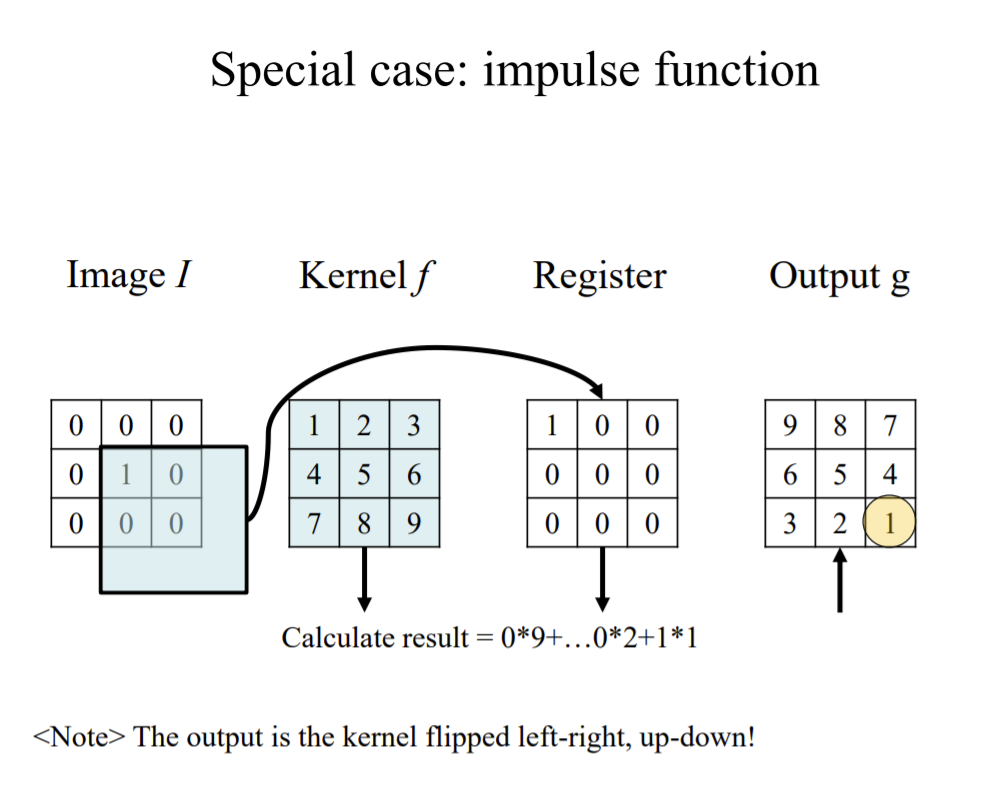 Special case: impulse function
Image I Kernel f Register Output g
0 0 0 1 2 3 1 0 0 9 8 7
0 1 0 4 5 6 0 0 0 6 5 4
0 0 0 7 8 9 0 0 0 3 2 1
Calculate result = 0*9+…0*2+1*1
<Note> The output is the kernel flipped left-right, up-down!